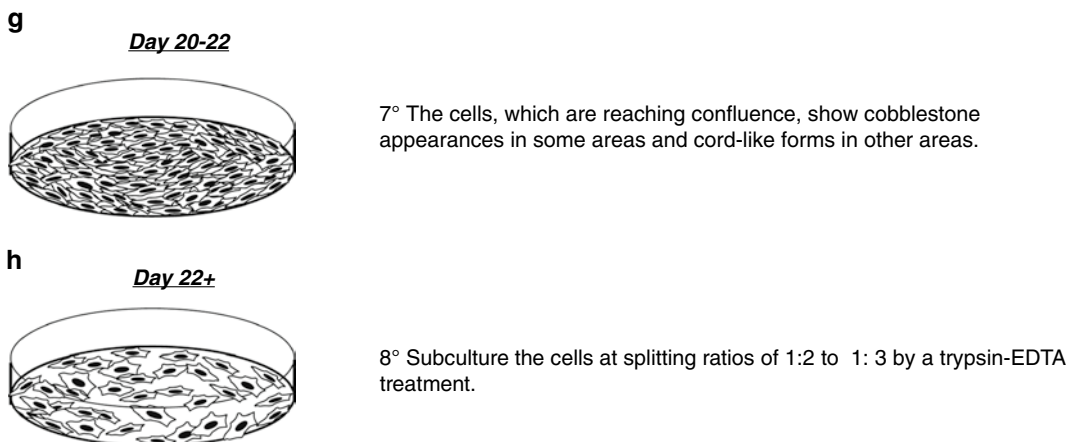 g
Day 20-22
7° The cells, which are reaching confluence, show cobblestone
appearances in some areas and cord-like forms in other areas.
h
Day 22+
8° Subculture the cells at splitting ratios of 1:2 to 1: 3 by a trypsin-EDTA
treatment.